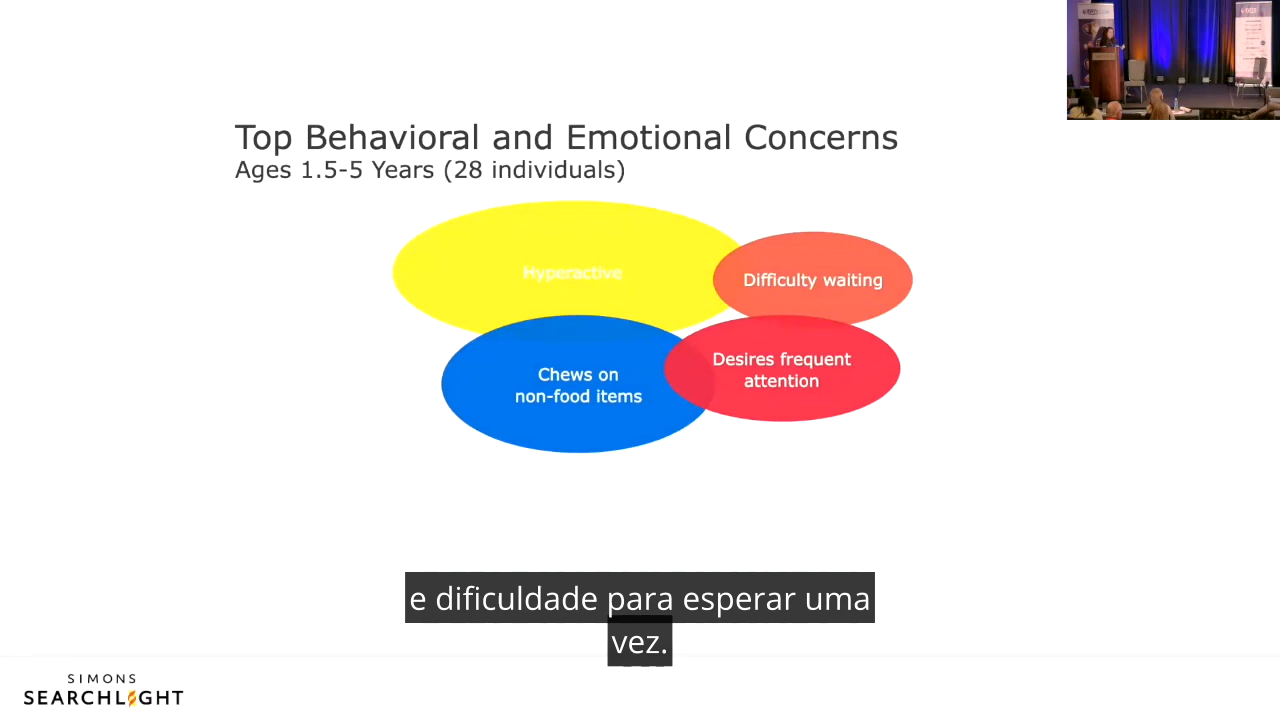 Top Behavioral and Emotional Concerns
Ages 1.5-5 Years (28 individuals)
Hyperactive
Difficulty waiting
Desires frequent
attention
Chews on
non-food items
e dificuldade para esperar uma
vez.
SIMONS
SEARCHLIGHT